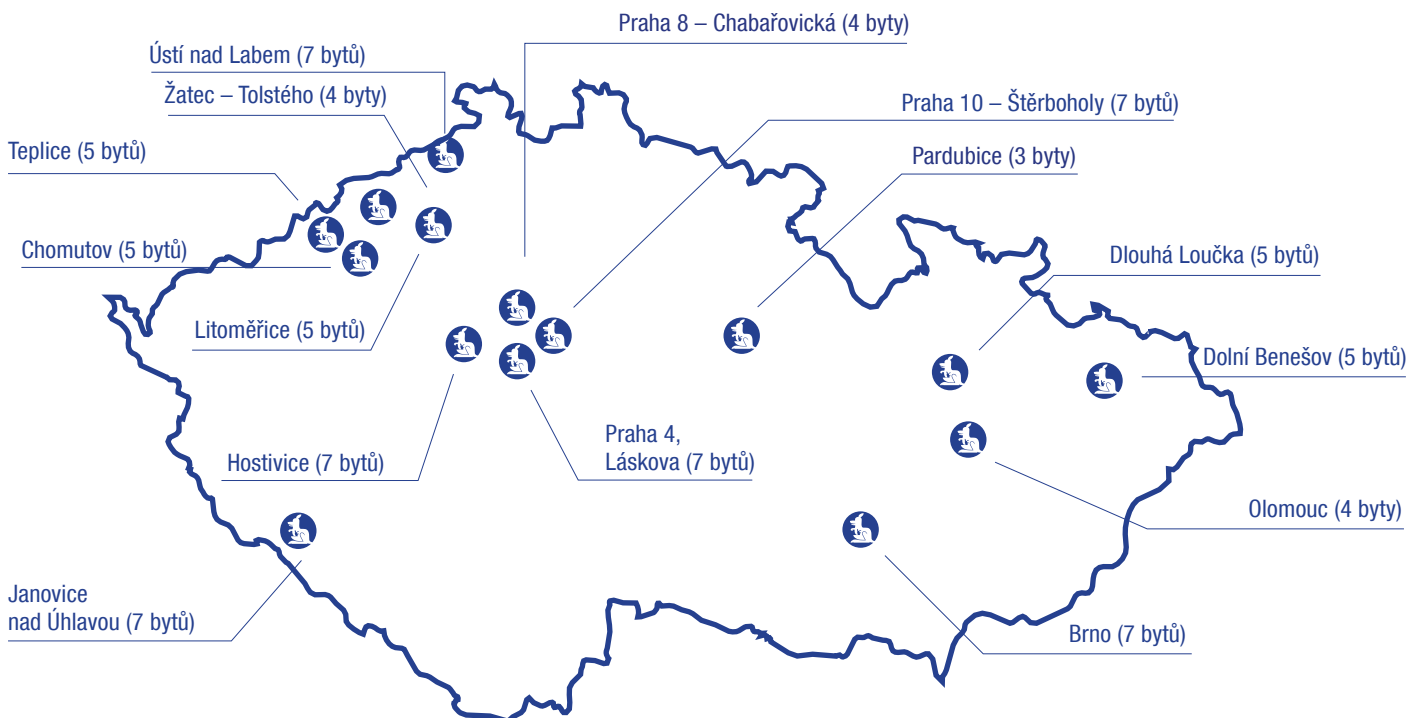 Praha 8 – Chabařovická (4 byty)
Ústí nad Labem (7 bytů)
Žatec – Tolstého (4 byty)
Praha 10 – Štěrboholy (7 bytů)
Teplice (5 bytů)
Pardubice (3 byty)
Chomutov (5 bytů)
Dlouhá Loučka (5 bytů)
Litoměřice (5 bytů)
Dolní Benešov (5 bytů)
Praha 4,
Láskova (7 bytů)
Hostivice (7 bytů)
Olomouc (4 byty)
Janovice
nad Úhlavou (7 bytů)
Brno (7 bytů)